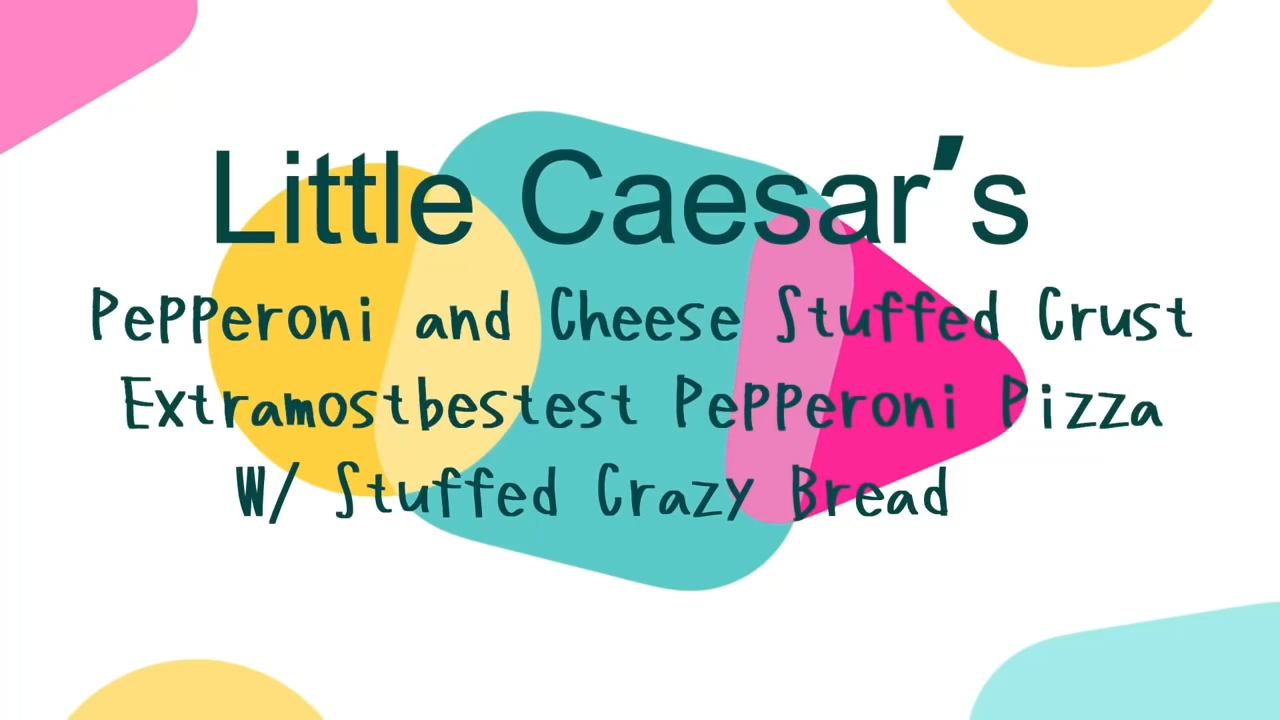 Little Caesar's
Pepperoni and Cheese Stuffed Crust
Extramostbestest Pepperoni Pizza
W/ Stuffed Crazy Bread